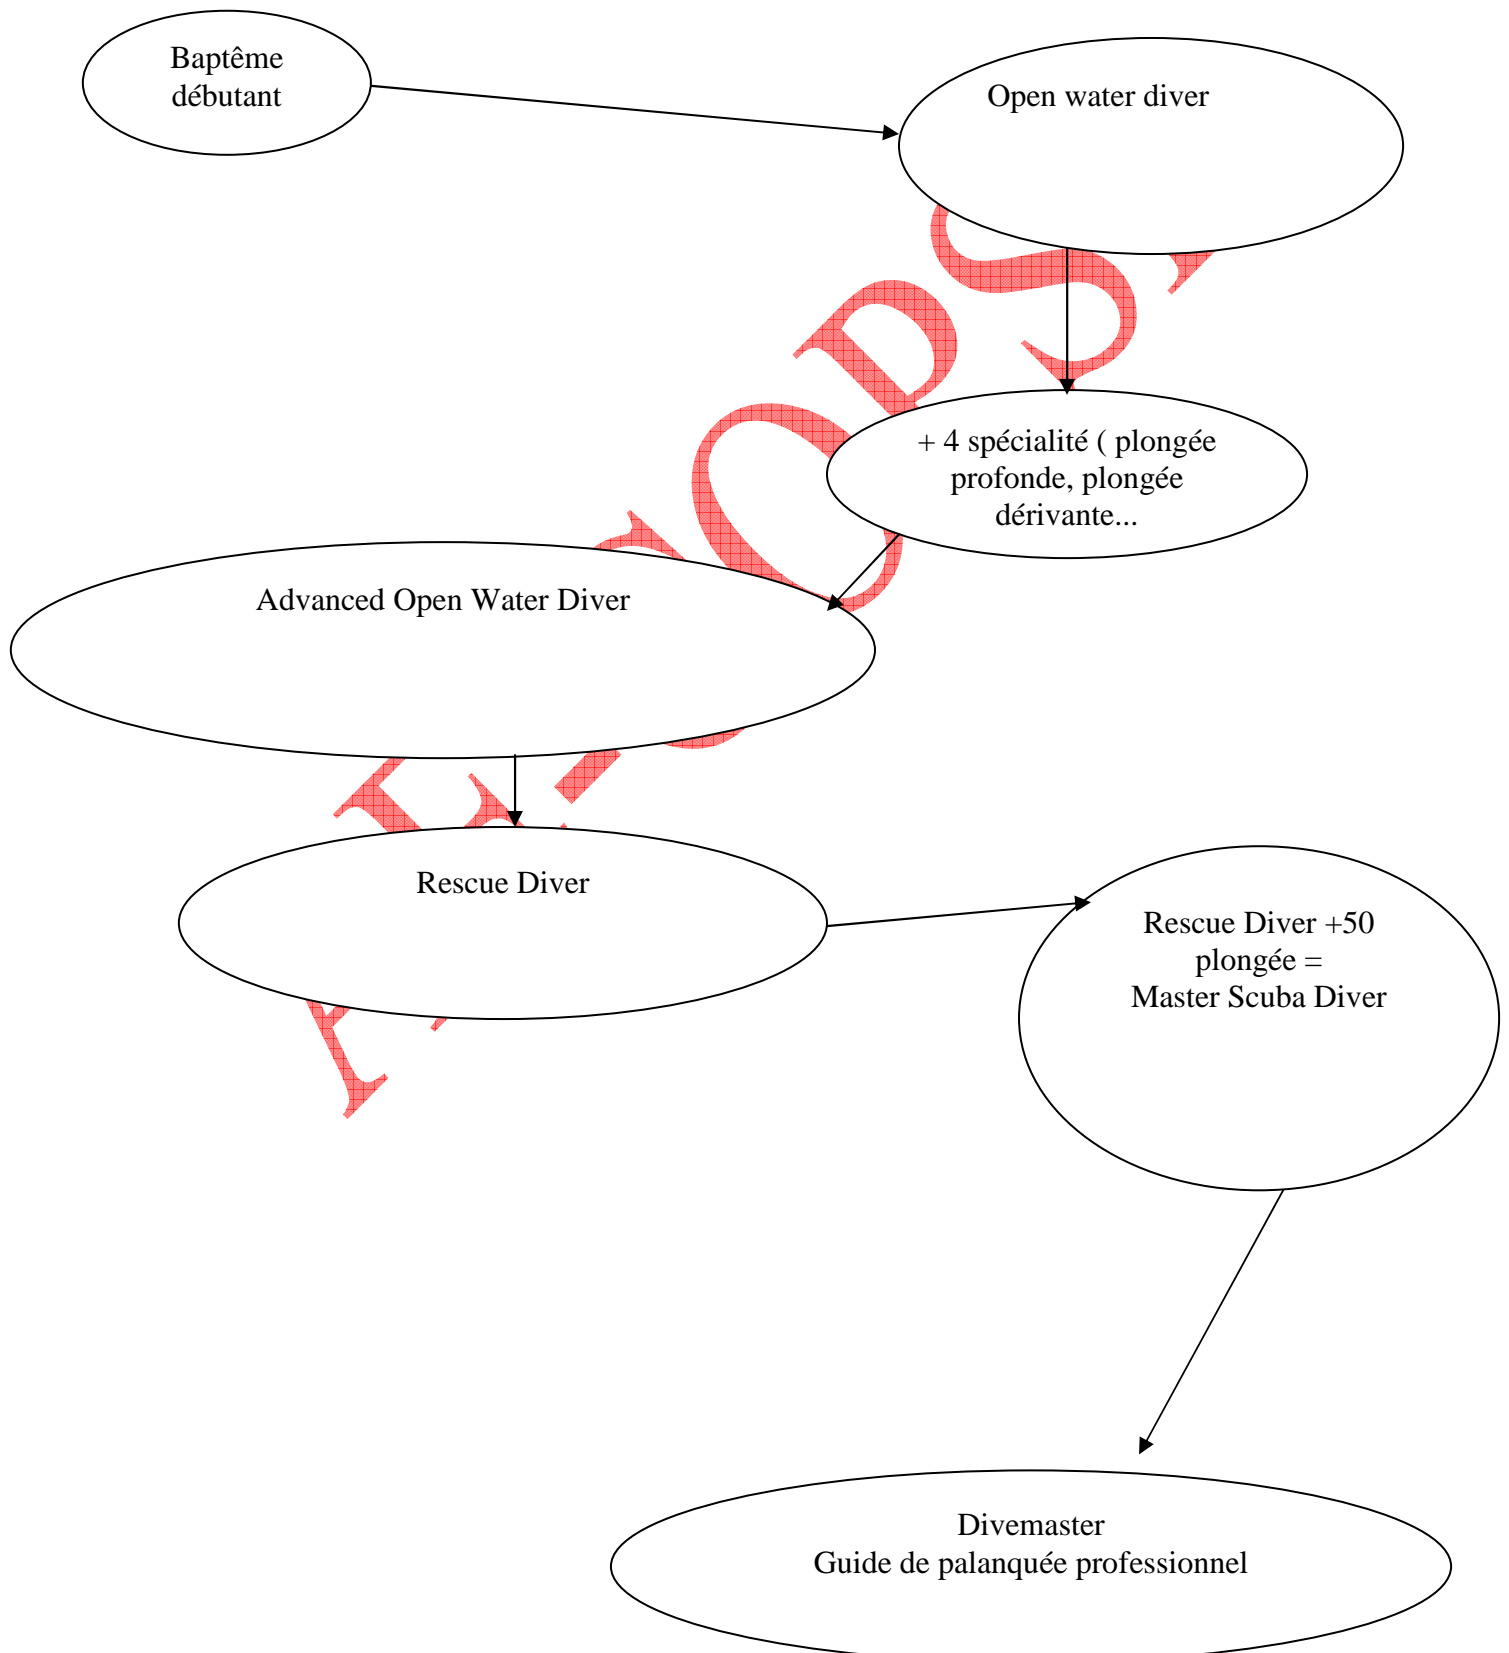 Baptême
débutant
Open water diver
+ 4 spécialité ( plongée
profonde, plongée
dérivante...
Advanced Open Water Diver
Rescue Diver
Rescue Diver +50
plongée =
Master Scuba Diver
Divemaster
Guide de palanquée professionnel